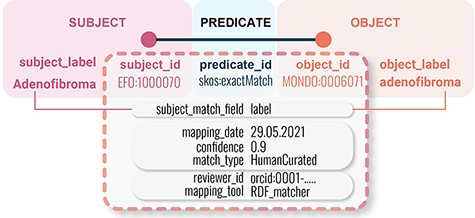 SUBJECT PREDICATE OBJECT
subject_label subject_id predicate_id object_id object_label
Adenofibroma EFO:1000070 skos:exactMatch MONDO:0006071 adenofibroma
subject_match_field label
mapping_date 29.05.2021
confidence 0.9
match_type HumanCurated
reviewer_id orcid:0001-.....
mapping_tool RDF_matcher